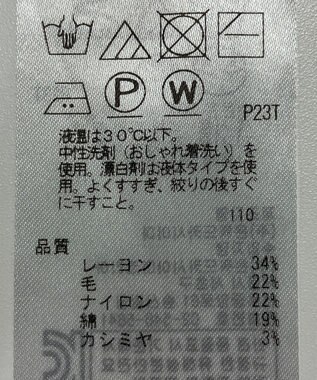 P W
P23T
液温は30℃以下。
中性洗剤(おしゃれ着洗い)を
使用。漂白剤は液体タイプを使
用。よくすすぎ、絞りの後すぐ
に干すこと。
110
品質
レーヨン 34%
毛 22%
ナイロン 22%
綿 19%
カシミヤ 3%